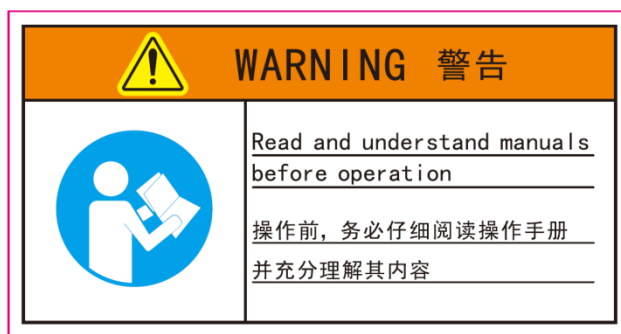 WARNING 警告
Read and understand manuals
before operation
操作前，务必仔细阅读操作手册
并充分理解其内容